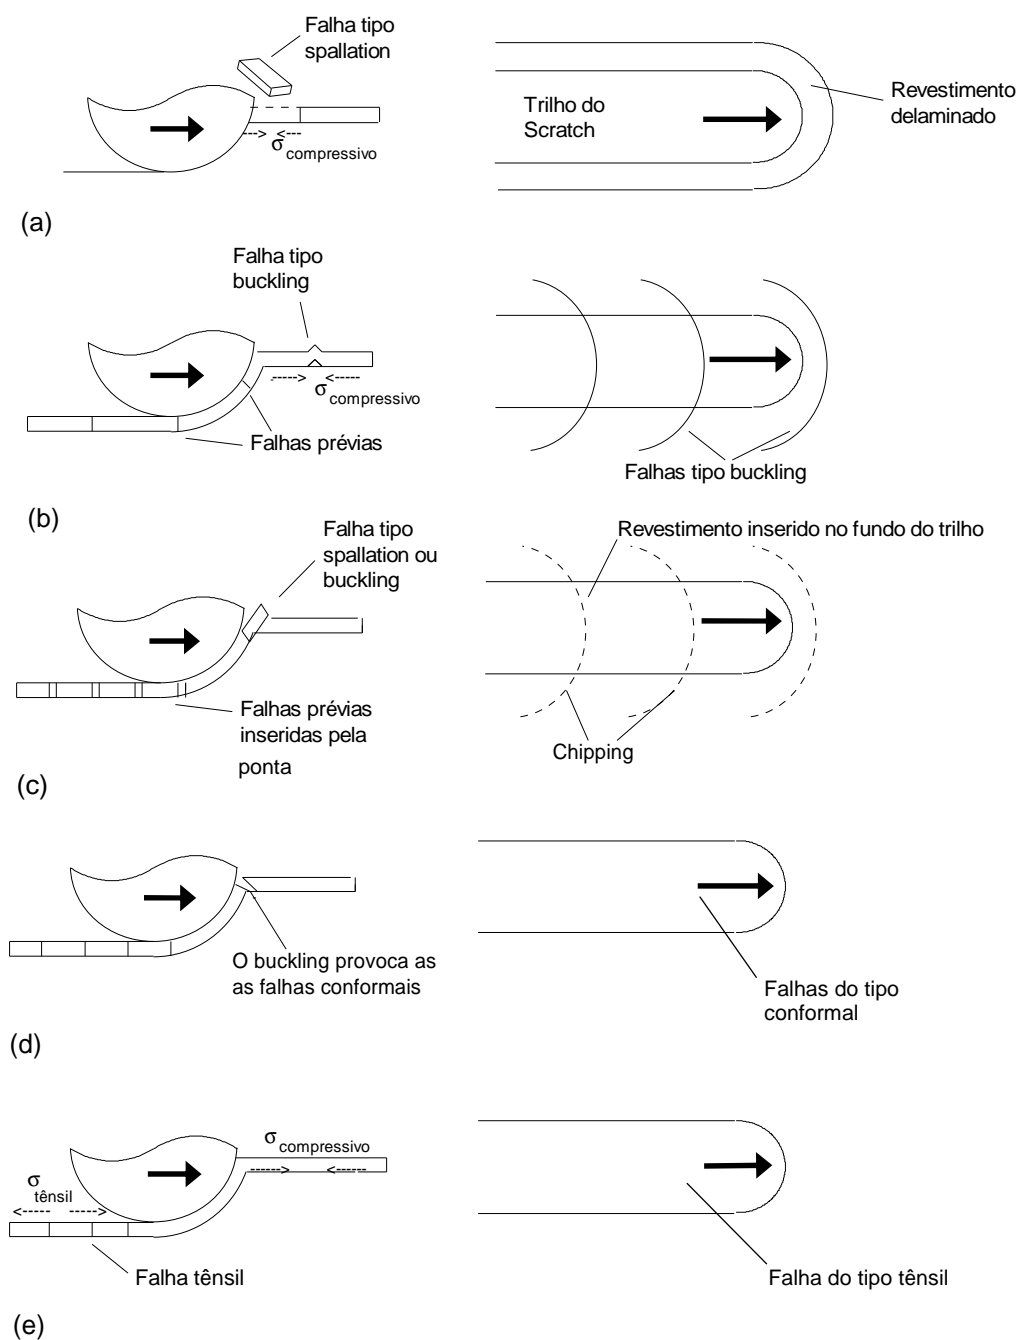 Falha tipo
spallation
σcompressivo
Trilho do
Scratch
Revestimento
delaminado
(a)
Falha tipo
buckling
σcompressivo
Falhas prévias
Falhas tipo buckling
(b)
Falha tipo
spallation ou
buckling
Revestimento inserido no fundo do trilho
Falhas prévias
inseridas pela
ponta
Chipping
(c)
O buckling provoca as
as falhas conformais
Falhas do tipo
conformal
(d)
σcompressivo
σtênsil
Falha tênsil
Falha do tipo tênsil
(e)